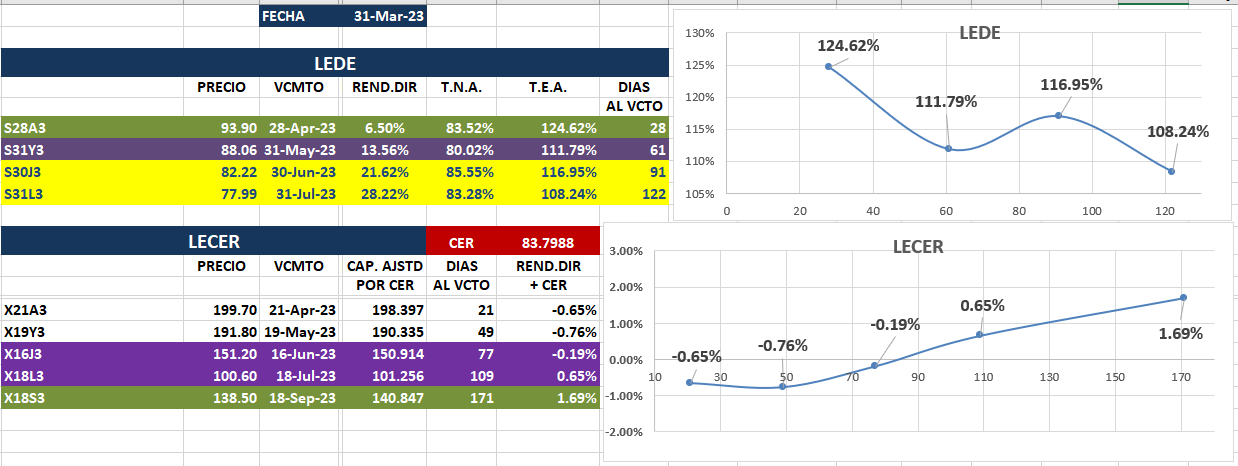 FECHA 31-Mar-23
LEDE
PRECIO VCMTO REND.DIR T.N.A. T.E.A. DIAS
AL VCTO
S28A3 93.90 28-Apr-23 6.50% 83.52% 124.62% 28
S31Y3 88.06 31-May-23 13.56% 80.02% 111.79% 61
S30J3 82.22 30-Jun-23 21.62% 85.55% 116.95% 91
S31L3 77.99 31-Jul-23 28.22% 83.28% 108.24% 122
LECER CER 83.7988
PRECIO VCMTO CAP. AJSTD DIAS REND.DIR
POR CER AL VCTO + CER
X21A3 199.70 21-Apr-23 198.397 21 -0.65%
X19Y3 191.80 19-May-23 190.335 49 -0.76%
X16J3 151.20 16-Jun-23 150.914 77 -0.19%
X18L3 100.60 18-Jul-23 101.256 109 0.65%
X18S3 138.50 18-Sep-23 140.847 171 1.69%
LEDE
130%
125%
120%
115%
110%
105%
124.62%
111.79%
116.95%
108.24%
0 20 40 60 80 100 120
LECER
3.00%
2.00%
1.00%
0.00%
-1.00%
-2.00%
-0.65%
-0.76%
-0.19%
0.65%
1.69%
10 30 50 70 90 110 130 150 170